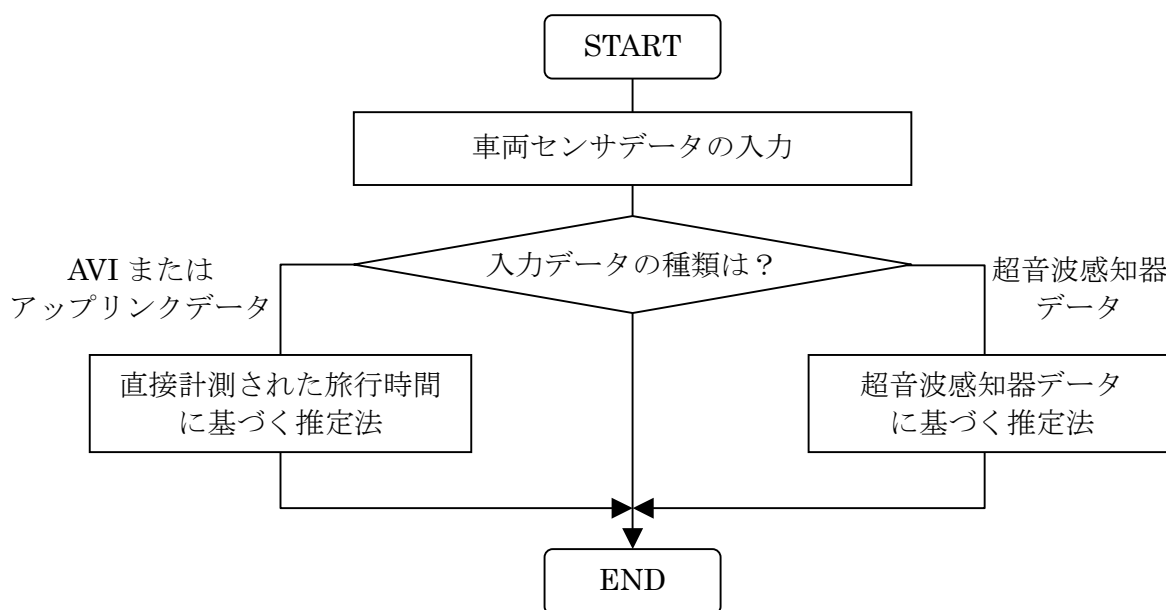 START
車両センサデータの入力
入力データの種類は？
AVI または
アップリンクデータ
超音波感知器
データ
直接計測された旅行時間
に基づく推定法
超音波感知器データ
に基づく推定法
END